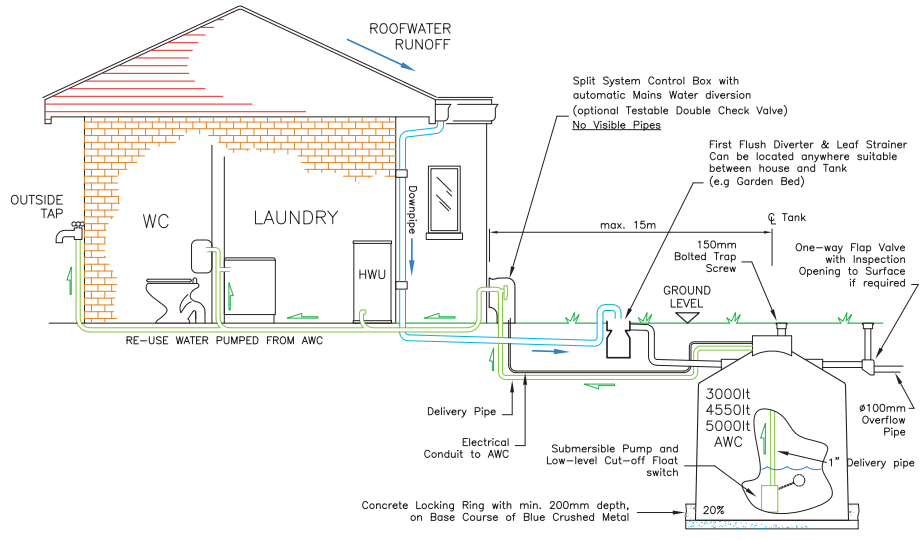 ROOFWATER
RUNOFF
Split System Control Box with
automatic Mains Water diversion
(optional Testable Double Check Valve)
No Visible Pipes
First Flush Diverter & Leaf Strainer
Can be located anywhere suitable
between house and Tank
(e.g Garden Bed)
OUTSIDE
TAP
WC
LAUNDRY
Downpipe
HWU
max. 15m
℄ Tank
150mm
Bolted Trap
Screw
One-way Flap Valve
with Inspection
Opening to Surface
if required
GROUND
LEVEL
RE-USE WATER PUMPED FROM AWC
Delivery Pipe
Electrical
Conduit to AWC
3000lt
4550lt
5000lt
AWC
ø100mm
Overflow
Pipe
Submersible Pump and
Low-level Cut-off Float
switch
1" Delivery pipe
Concrete Locking Ring with min. 200mm depth,
on Base Course of Blue Crushed Metal
20%